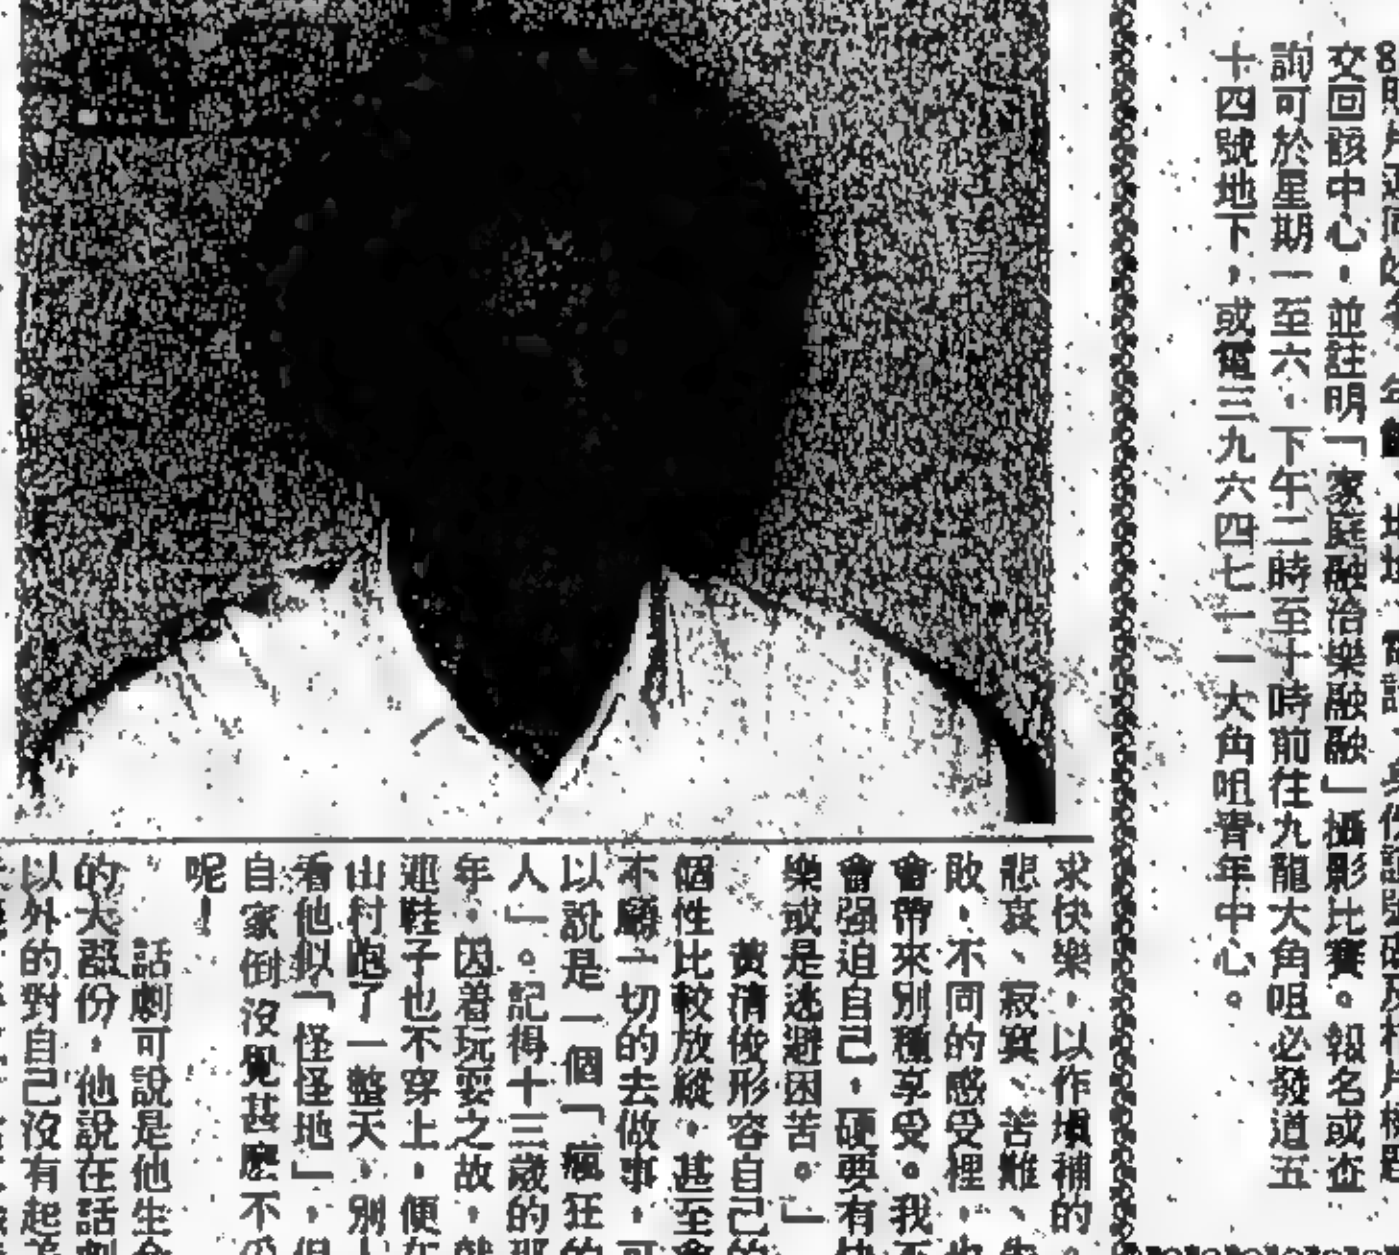 交回該中心，並註明「家庭融洽樂融融」攝影比賽。報名或查
詢可於星期一至六，下午二時至十時前往九龍大角咀必發道五
十四號地下，或電三九六四七一一大角咀青年中心。
求快樂，以作塡補的
悲哀、寂寞、苦難、失
敗，不同的感受裡，也
會帶來別種享受。我不
會强迫自己，硬要有快
樂或是逃避困苦。」
黃清俊形容自己的
個性比較放縱，甚至會
不顧一切的去做事，可
以說是一個「瘋狂的
人」。記得十三歲的那
年，因着玩耍之故，就
連鞋子也不穿上，便在
山村跑了一整天，別人
看他似「怪怪地」，但
自家倒沒覺甚麼不
呢！
話劇可說是他生命
的大部份，他說在話劇
以外的對自己沒有起